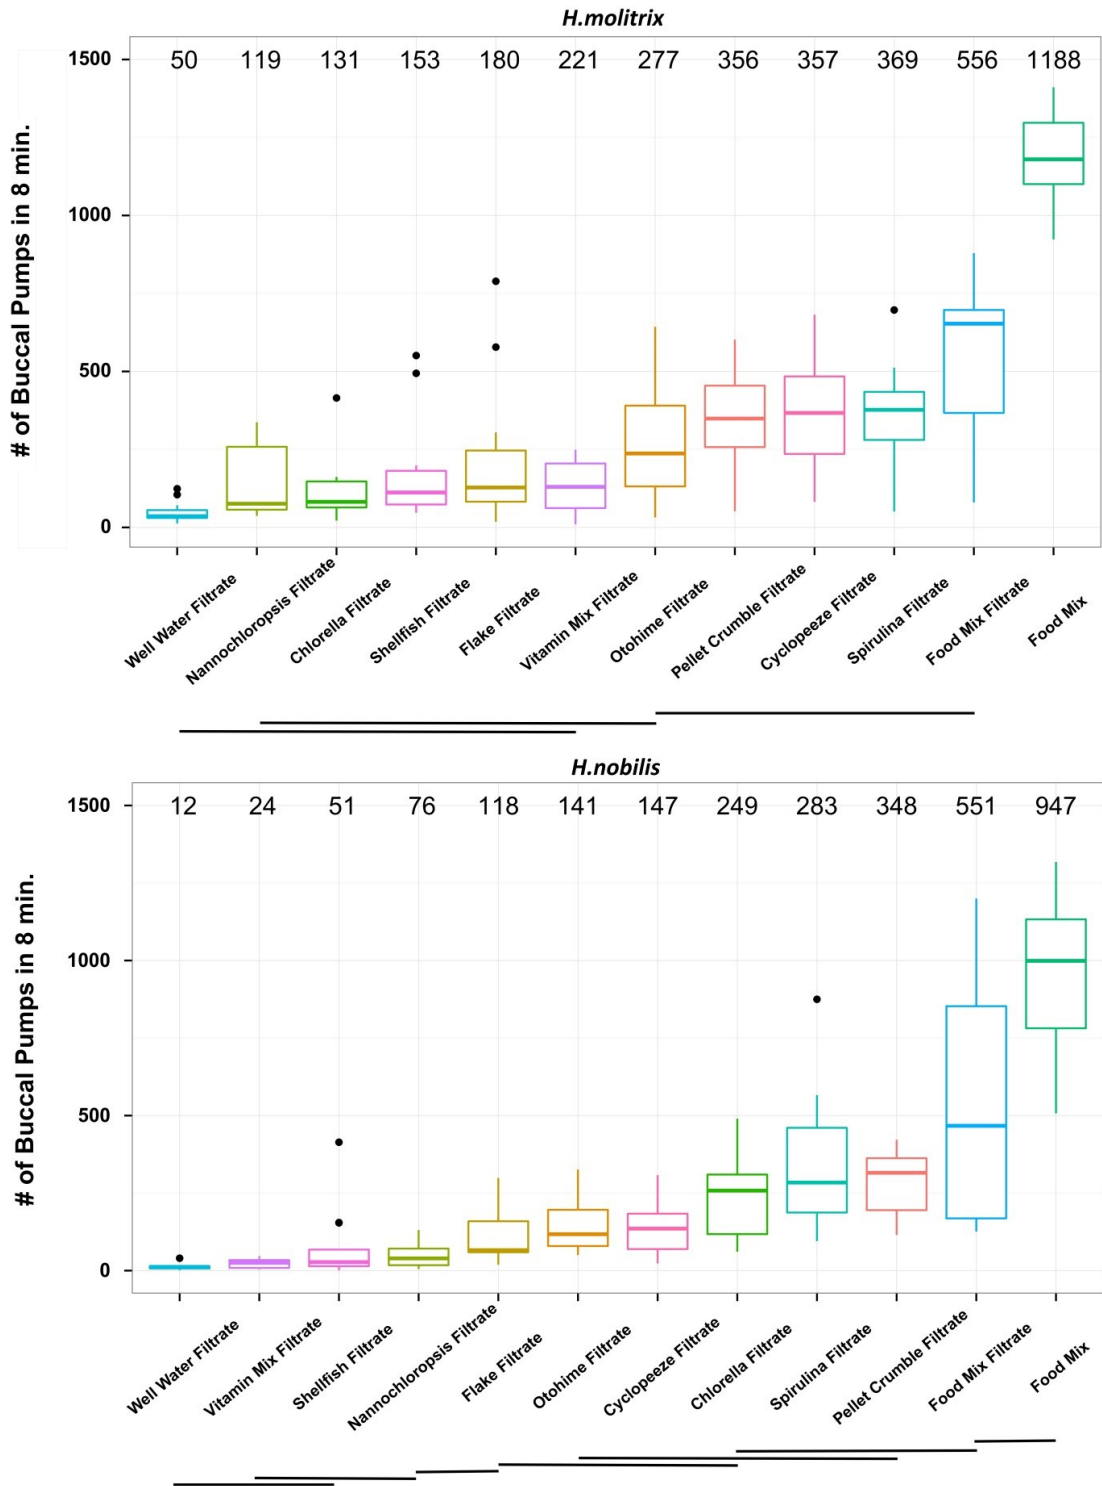 H.molitrix
# of Buccal Pumps in 8 min.
1500
1000
500
0
50 119 131 153 180 221 277 356 357 369 556 1188
Well Water Filtrate
Nannochloropsis Filtrate
Chlorella Filtrate
Shellfish Filtrate
Flake Filtrate
Vitamin Mix Filtrate
Otohime Filtrate
Pellet Crumble Filtrate
Cyclopeeze Filtrate
Spirulina Filtrate
Food Mix Filtrate
Food Mix
H.nobilis
# of Buccal Pumps in 8 min.
1500
1000
500
0
12 24 51 76 118 141 147 249 283 348 551 947
Well Water Filtrate
Vitamin Mix Filtrate
Shellfish Filtrate
Nannochloropsis Filtrate
Flake Filtrate
Otohime Filtrate
Cyclopeeze Filtrate
Chlorella Filtrate
Spirulina Filtrate
Pellet Crumble Filtrate
Food Mix Filtrate
Food Mix